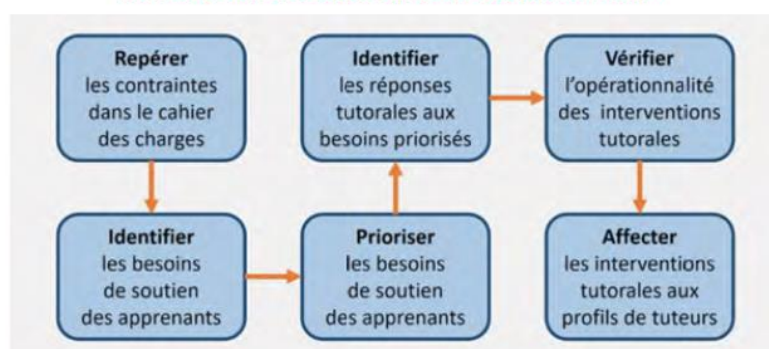 Repérer
les contraintes
dans le cahier
des charges
Identifier
les besoins
de soutien
des apprenants
Prioriser
les besoins
de soutien
des apprenants
Identifier
les réponses
tutorales aux
besoins priorisés
Vérifier
l'opérationnalité
des interventions
tutorales
Affecter
les interventions
tutorales aux
profils de tuteurs